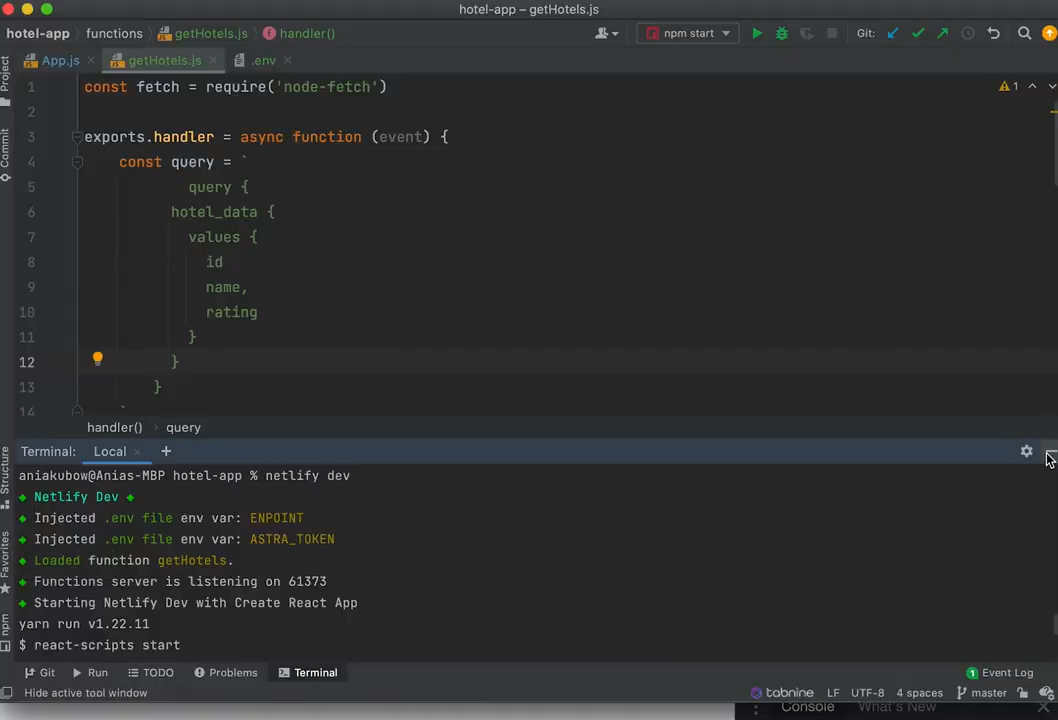 hotel-app – getHotels.js
hotel-app functions getHotels.js handler() npm start Git:
App.js getHotels.js .env
Project
Commit
Structure
Favorites
npm
1 const fetch = require('node-fetch')
2
3 exports.handler = async function (event) {
4 const query = `
5 query {
6 hotel_data {
7 values {
8 id
9 name,
10 rating
11 }
12 }
13 }
14 `
1
handler() query
Terminal: Local +
aniakubow@Anias-MBP hotel-app % netlify dev
◆ Netlify Dev ◆
◆ Injected .env file env var: ENPOINT
◆ Injected .env file env var: ASTRA_TOKEN
◆ Loaded function getHotels.
◆ Functions server is listening on 61373
◆ Starting Netlify Dev with Create React App
yarn run v1.22.11
$ react-scripts start
Git Run TODO Problems Terminal 1 Event Log
Hide active tool window tabnine LF UTF-8 4 spaces master
Console What's New